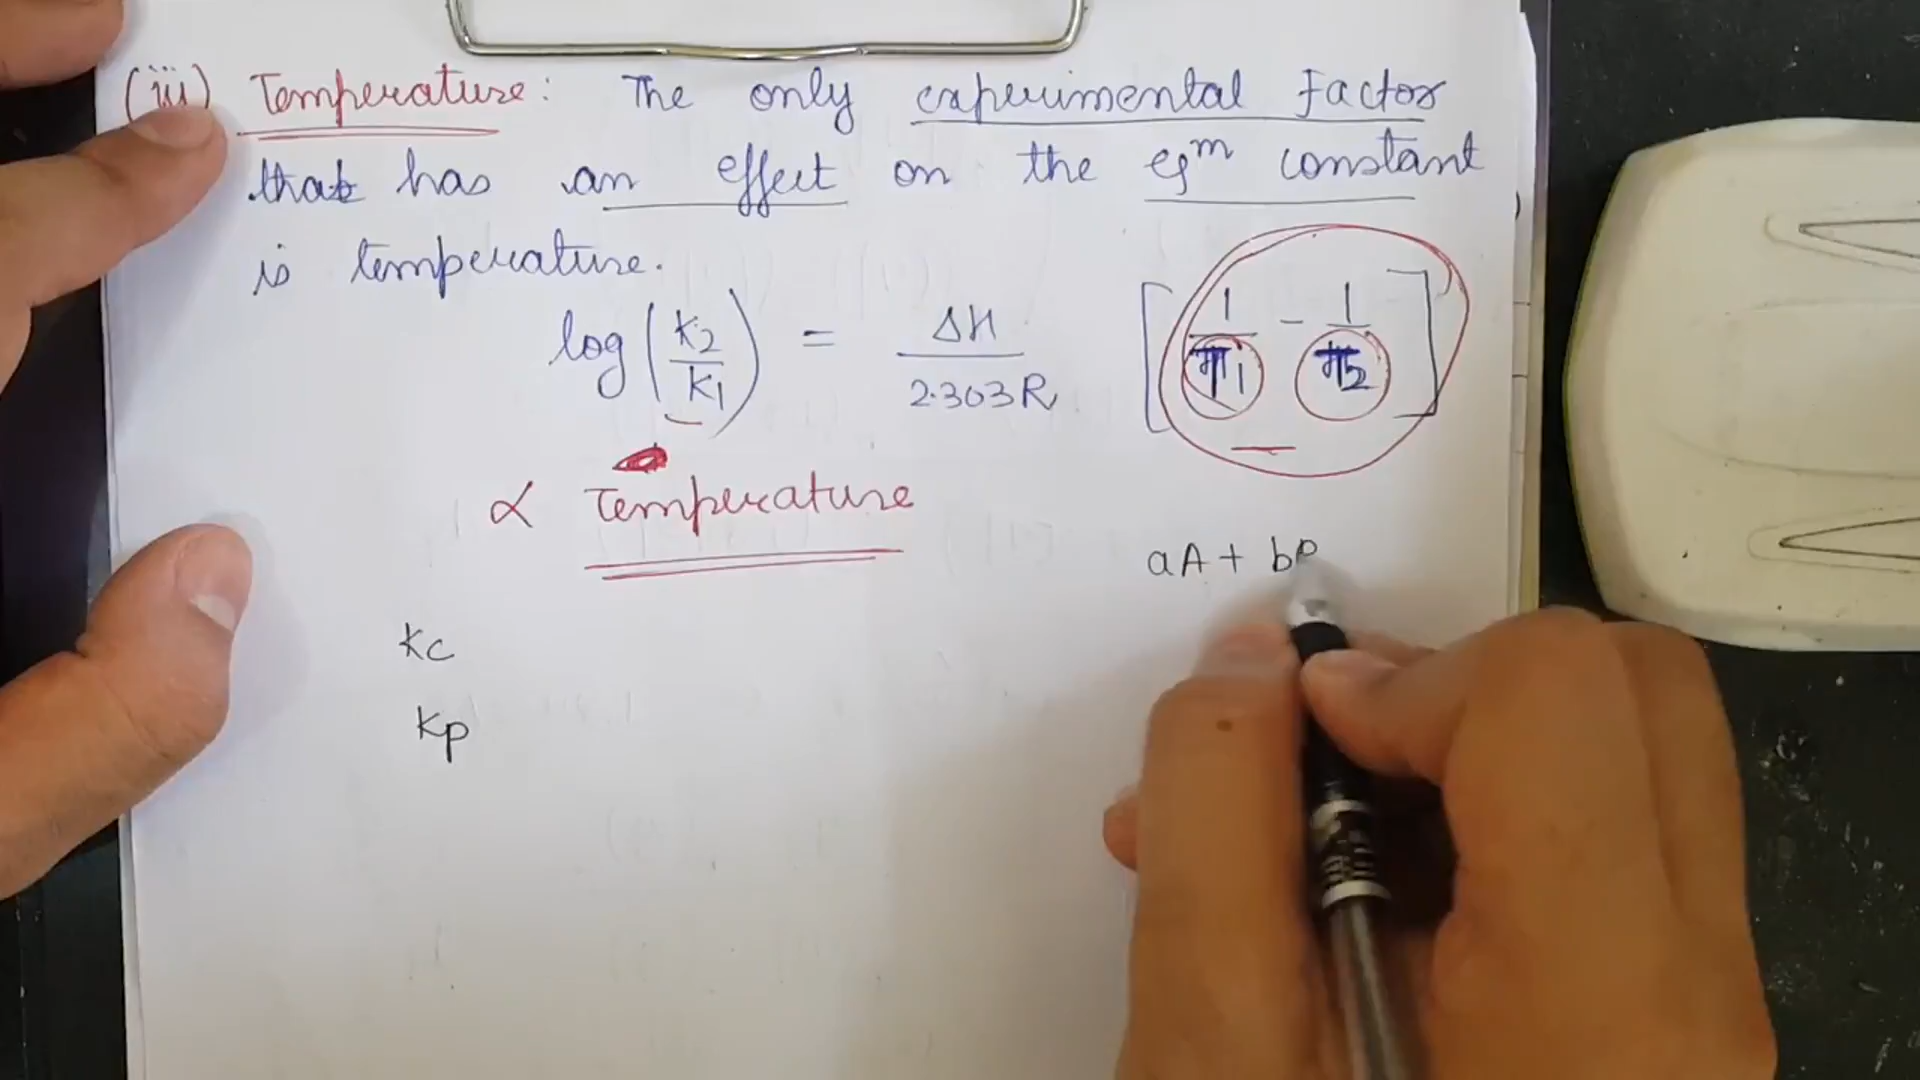 (iii) Temperature: The only experimental Factor
that has an effect on the eqm constant
is temperature.
log(K2/K1) = ΔH/2.303R [1/T1 - 1/T2]
∝ Temperature
aA + b
Kc
Kp